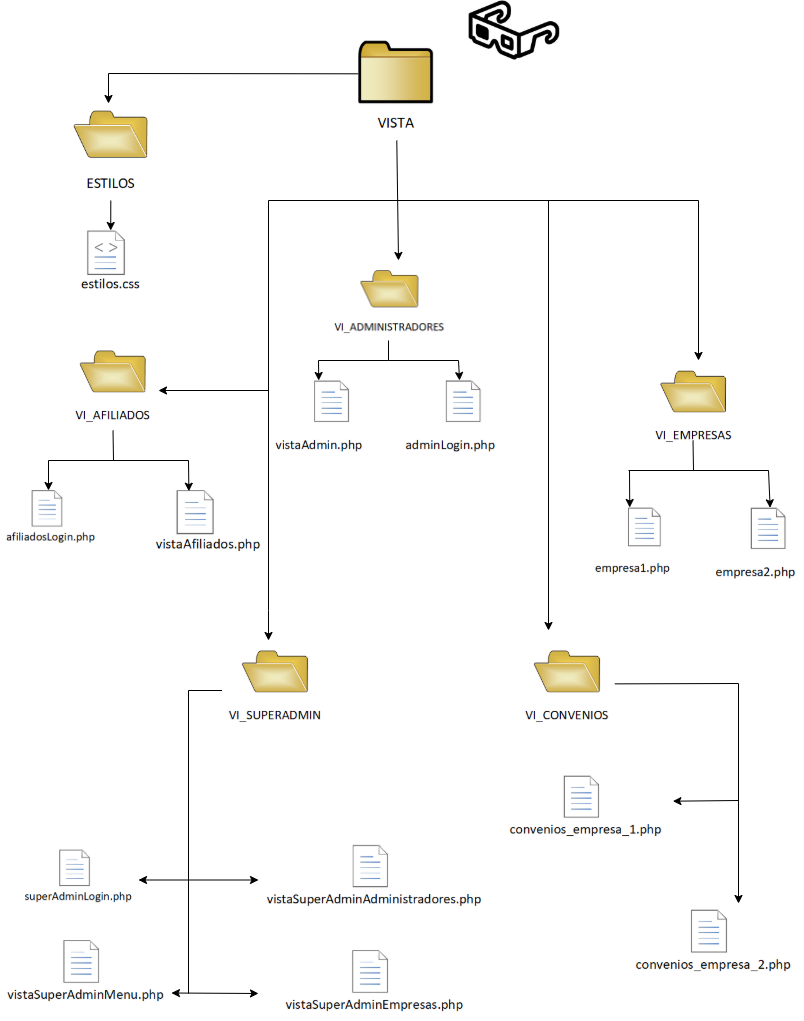 VISTA
ESTILOS
estilos.css
VI_ADMINISTRADORES
vistaAdmin.php
adminLogin.php
VI_AFILIADOS
afiliadosLogin.php
vistaAfiliados.php
VI_EMPRESAS
empresa1.php
empresa2.php
VI_SUPERADMIN
VI_CONVENIOS
convenios_empresa_1.php
superAdminLogin.php
vistaSuperAdminAdministradores.php
convenios_empresa_2.php
vistaSuperAdminMenu.php
vistaSuperAdminEmpresas.php